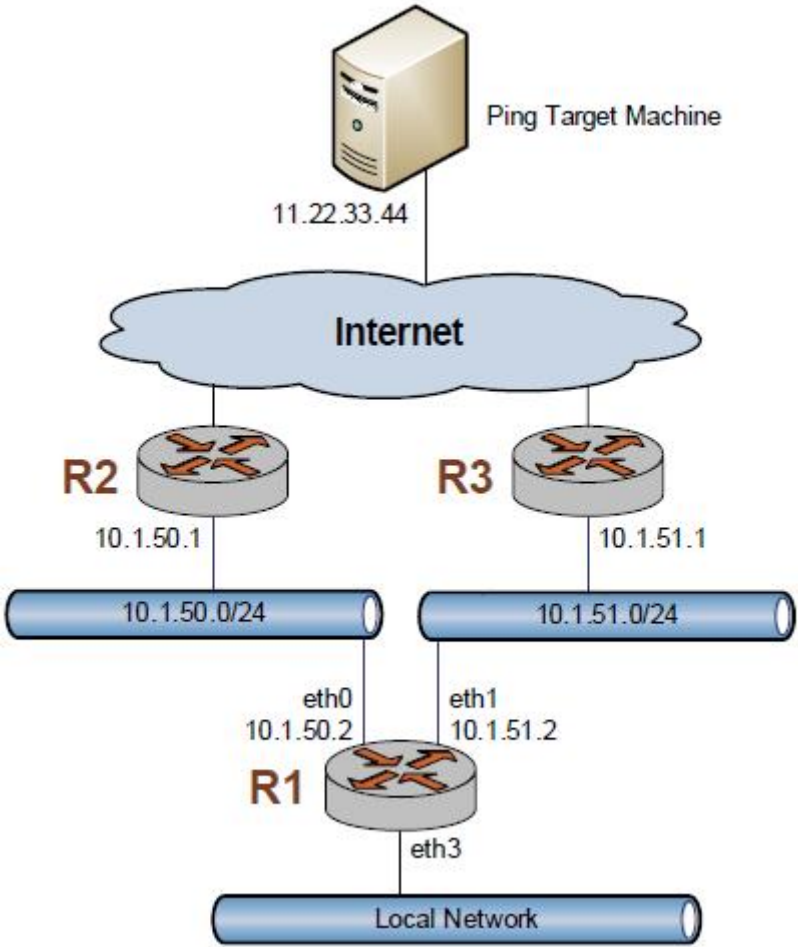 Ping Target Machine
11.22.33.44
Internet
R2
R3
10.1.50.1
10.1.51.1
10.1.50.0/24
10.1.51.0/24
eth0
10.1.50.2
eth1
10.1.51.2
R1
eth3
Local Network